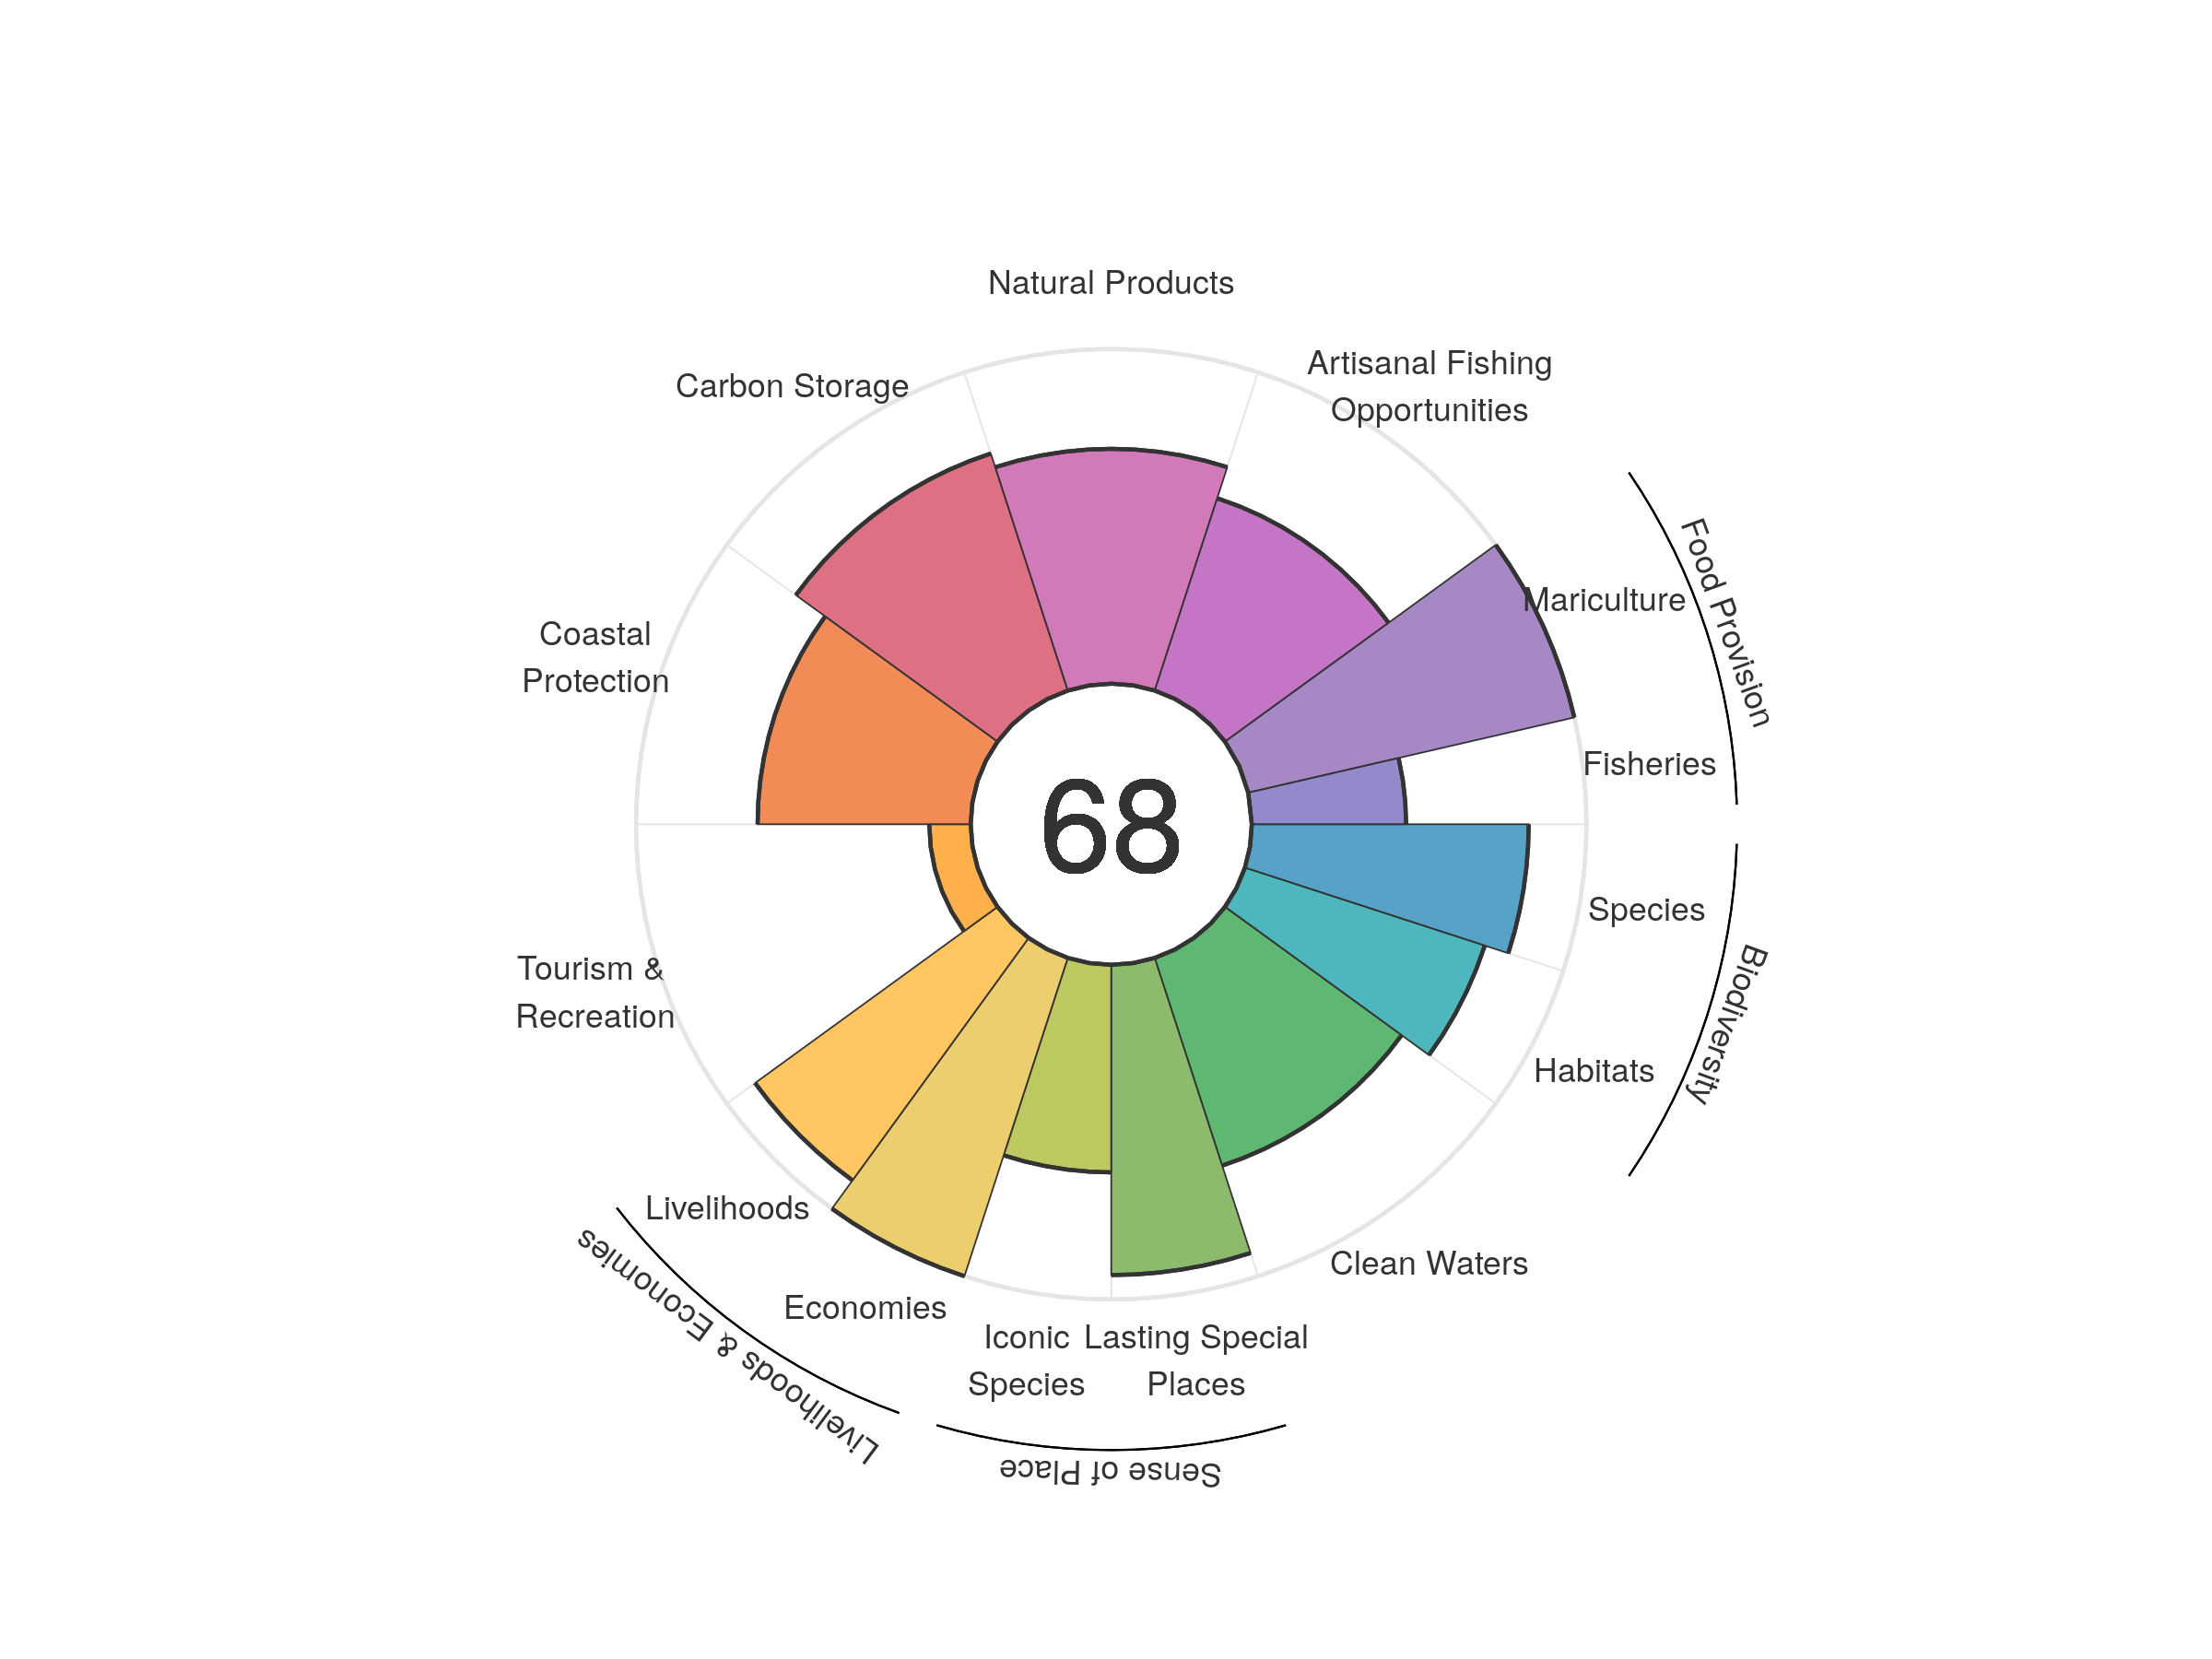 Natural Products
Artisanal Fishing
Opportunities
Carbon Storage
Food Provision
Mariculture
Coastal
Protection
Fisheries
68
Species
Biodiversity
Tourism &
Recreation
Habitats
Livelihoods
Clean Waters
Livelihoods & Economies
Economies
Iconic
Species
Lasting Special
Places
Sense of Place